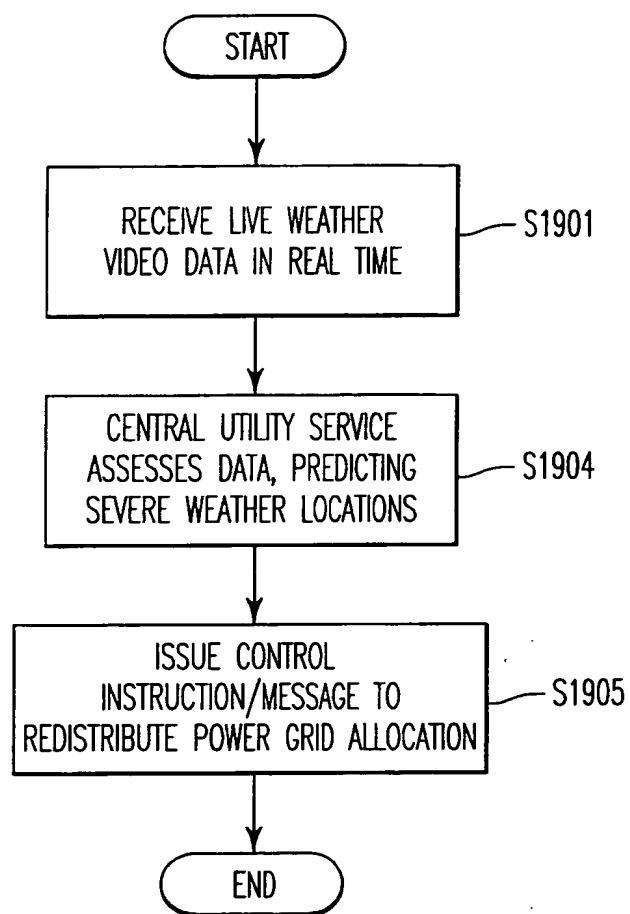 START
RECEIVE LIVE WEATHER
VIDEO DATA IN REAL TIME
S1901
CENTRAL UTILITY SERVICE
ASSESSES DATA, PREDICTING
SEVERE WEATHER LOCATIONS
S1904
ISSUE CONTROL
INSTRUCTION/MESSAGE TO
REDISTRIBUTE POWER GRID ALLOCATION
S1905
END